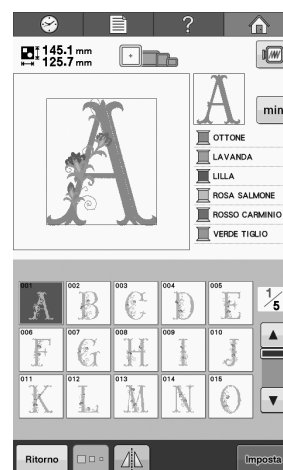 ?
145.1 mm
125.7 mm
min
A
A
OTTONE
LAVANDA
LILLA
ROSA SALMONE
ROSSO CARMINIO
VERDE TIGLIO
001 002 003 004 005
A B C D E
1/5
006 007 008 009 010
F G H I J
011 012 013 014 015
K L M N O
Ritorno
Imposta